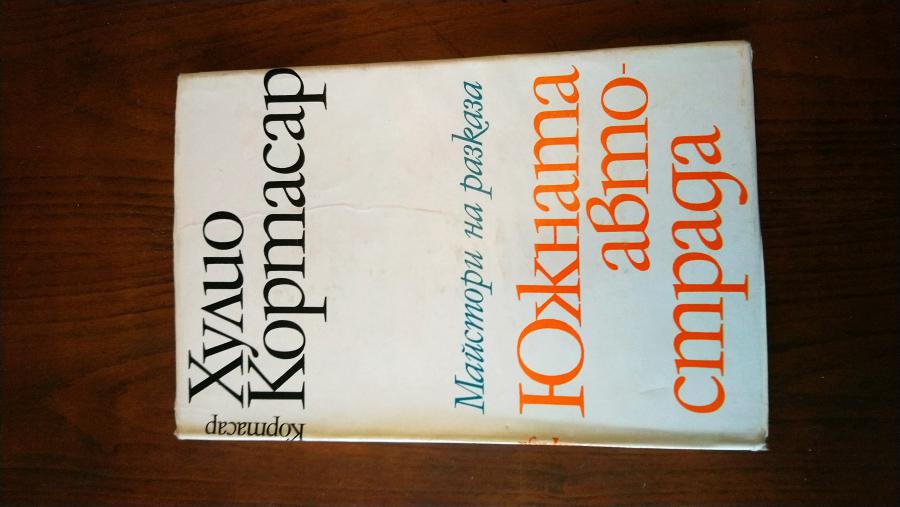 Хулио
Кортасар
Майстори на разказа
Южната
авто-
страда
Кортасар